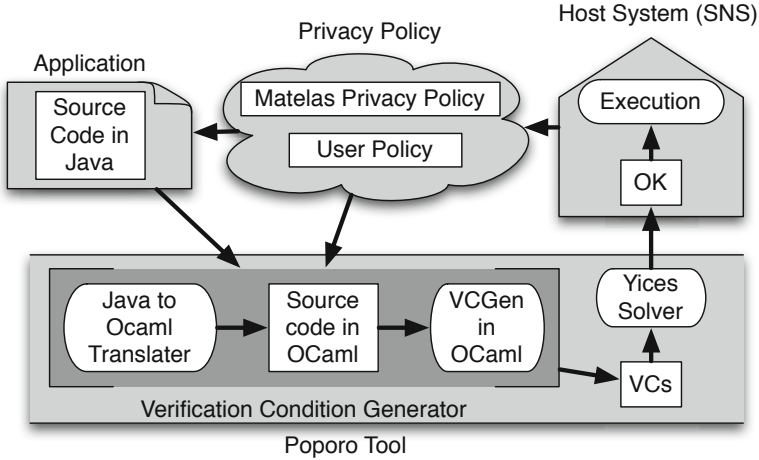 Host System (SNS)
Privacy Policy
Application
Source
Code in
Java
Matelas Privacy Policy
User Policy
Execution
OK
Java to
Ocaml
Translater
Source
code in
OCaml
VCGen
in
OCaml
Yices
Solver
VCs
Verification Condition Generator
Poporo Tool